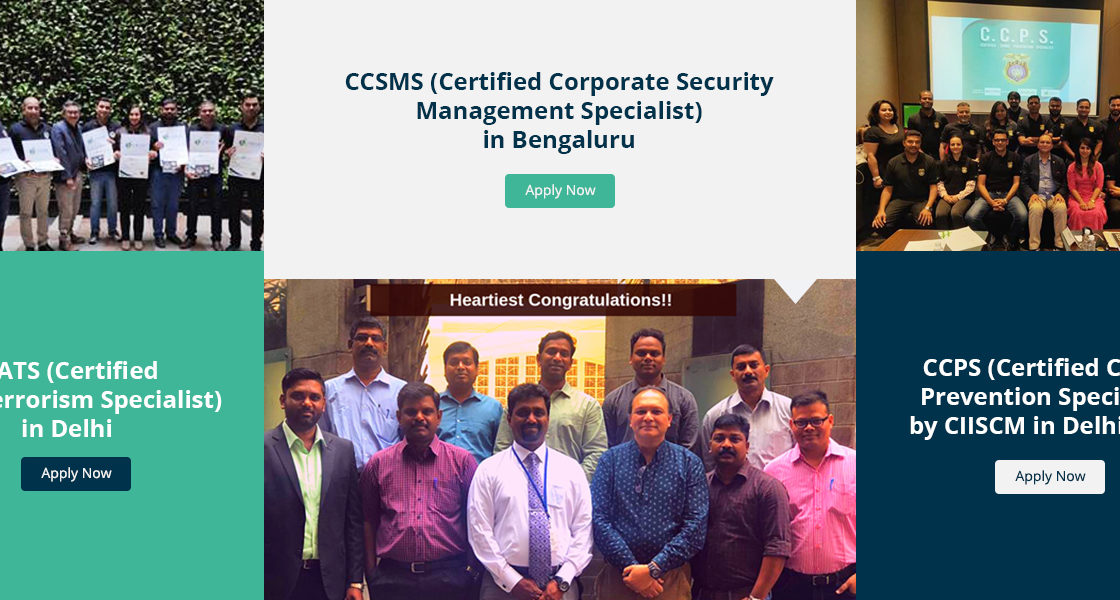 CCSMS (Certified Corporate Security
Management Specialist)
in Bengaluru
Apply Now
C.C.P.S.
Heartiest Congratulations!!
ATS (Certified
errorism Specialist)
in Delhi
Apply Now
CCPS (Certified C
Prevention Speci
by CIISCM in Delhi
Apply Now